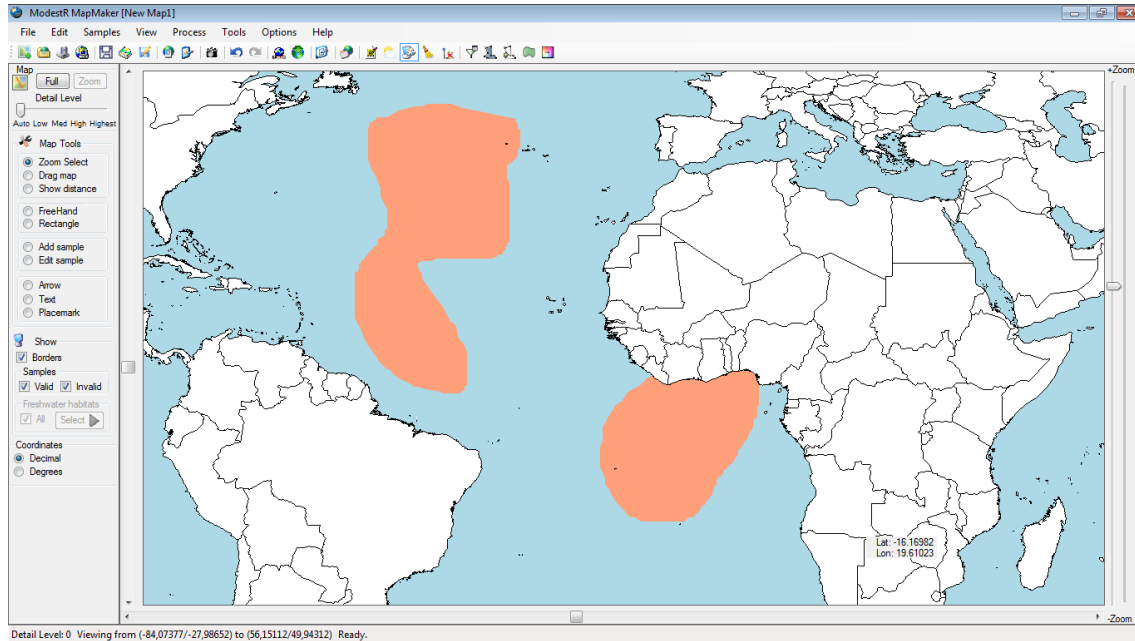 ModestR MapMaker [New Map1]
File Edit Samples View Process Tools Options Help
Map
Full Zoom
Detail Level
Auto Low Med High Highest
Map Tools
Zoom Select
Drag map
Show distance
FreeHand
Rectangle
Add sample
Edit sample
Arrow
Text
Placemark
Show
Borders
Samples
Valid Invalid
Freshwater habitats
All Select
Coordinates
Decimal
Degrees
+Zoom
Lat: -16.16982
Lon: 19.61023
-Zoom
Detail Level: 0 Viewing from (-84,07377/-27,98652) to (56,15112/49,94312) Ready.